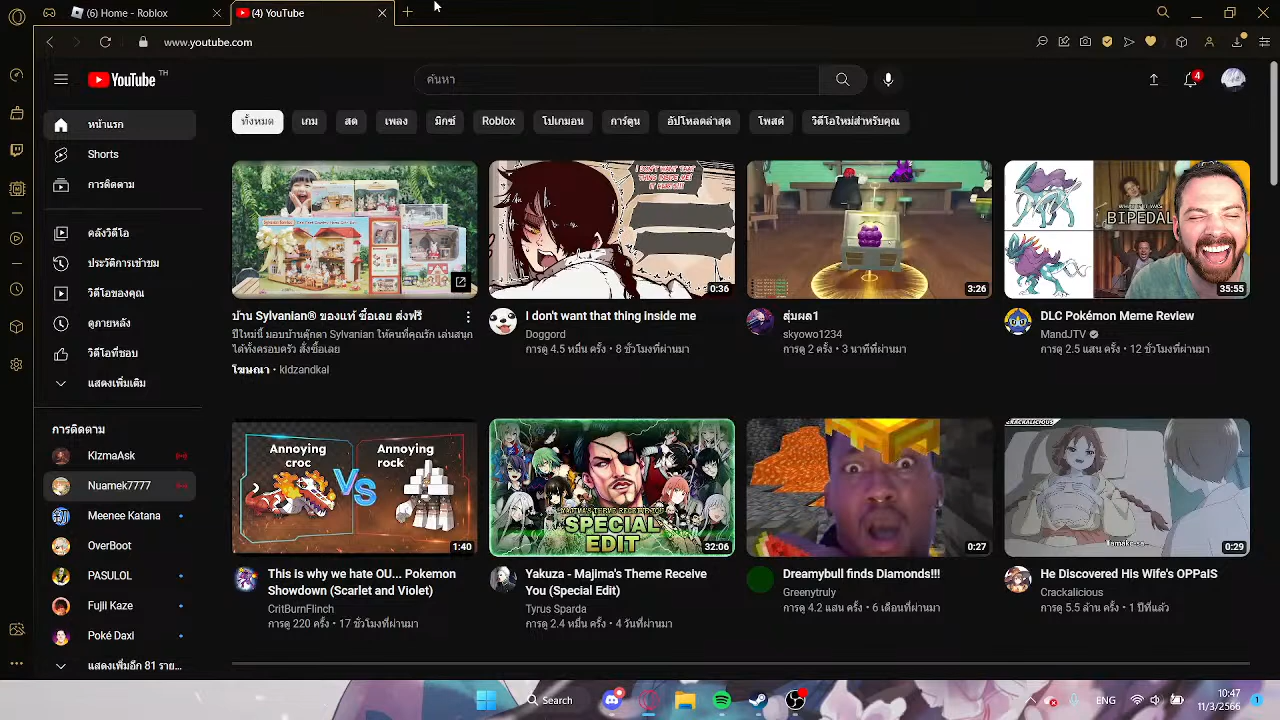 (6) Home - Roblox
(4) YouTube
www.youtube.com
YouTube TH
ค้นหา
4
ทั้งหมด
เกม
สด
เพลง
มิกซ์
Roblox
โปเกมอน
การ์ตูน
อัปโหลดล่าสุด
โพสต์
วิดีโอใหม่สำหรับคุณ
หน้าแรก
Shorts
การติดตาม
คลังวิดีโอ
ประวัติการเข้าชม
วิดีโอของคุณ
ดูภายหลัง
วิดีโอที่ชอบ
แสดงเพิ่มเติม
การติดตาม
KizmaAsk
Nuamek7777
Meenee Katana
OverBoot
PASULOL
Fujii Kaze
Poké Daxi
แสดงเพิ่มอีก 81 ราย...
บ้าน Sylvanian® ของแท้ ซื้อเลย ส่งฟรี
ปีใหม่นี้ มอบบ้านตุ๊กตา Sylvanian ให้คนที่คุณรัก เล่นสนุก
ได้ทั้งครอบครัว สั่งซื้อเลย
โฆษณา • kidzandkai
I DON'T WANT THAT
THING INSIDE ME!
0:36
I don't want that thing inside me
Doggord
การดู 4.5 หมื่น ครั้ง • 8 ชั่วโมงที่ผ่านมา
3:26
สุ่มผล1
skyowo1234
การดู 2 ครั้ง • 3 นาทีที่ผ่านมา
BIPEDAL
35:55
DLC Pokémon Meme Review
MandJTV
การดู 2.5 แสน ครั้ง • 12 ชั่วโมงที่ผ่านมา
Annoying
croc
VS
Annoying
rock
1:40
This is why we hate OU... Pokemon
Showdown (Scarlet and Violet)
CritBurnFlinch
การดู 220 ครั้ง • 17 ชั่วโมงที่ผ่านมา
MAJIMA'S THEME RECEIVE YOU
SPECIAL
EDIT
32:06
Yakuza - Majima's Theme Receive
You (Special Edit)
Tyrus Sparda
การดู 2.4 หมื่น ครั้ง • 4 วันที่ผ่านมา
0:27
Dreamybull finds Diamonds!!!
Greenytruly
การดู 4.2 แสน ครั้ง • 6 เดือนที่ผ่านมา
CRACKALICIOUS
Tamako-sa...
0:29
He Discovered His Wife's OPPaIS
Crackalicious
การดู 5.5 ล้าน ครั้ง • 1 ปีที่แล้ว
Search
ENG
10:47
11/3/2566
1